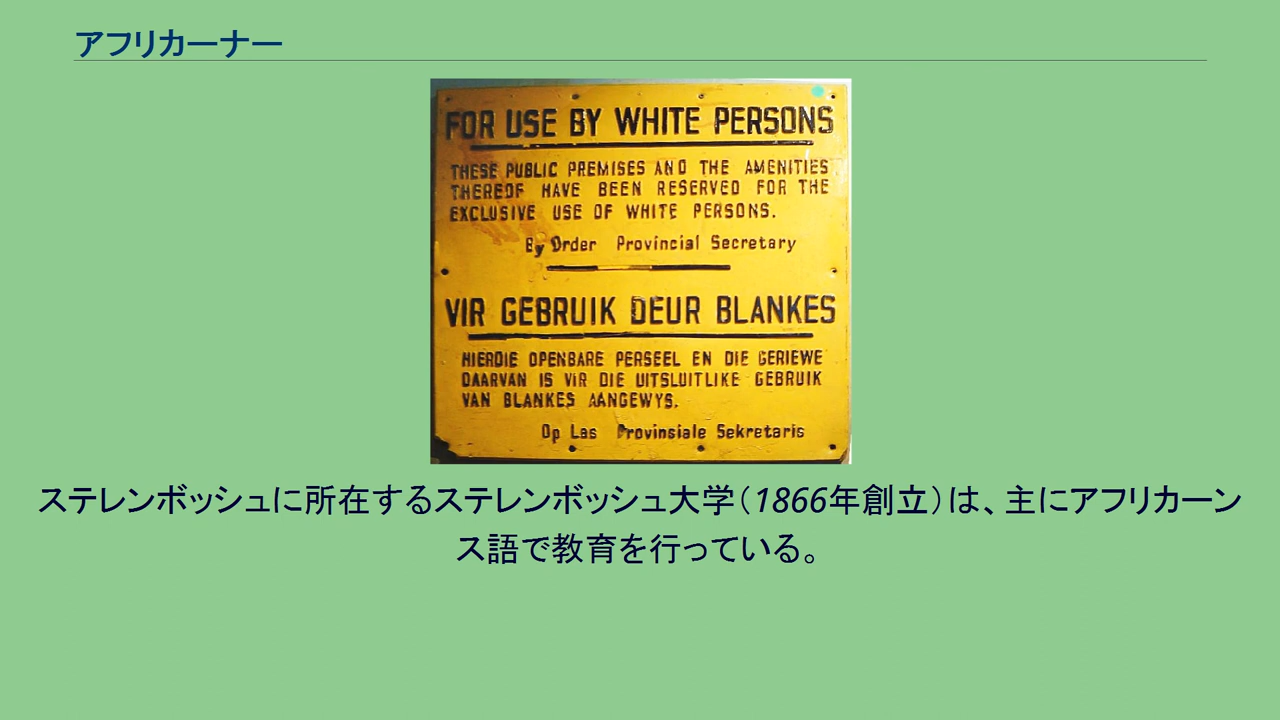 アフリカーナー
FOR USE BY WHITE PERSONS
THESE PUBLIC PREMISES AND THE AMENITIES
THEREOF HAVE BEEN RESERVED FOR THE
EXCLUSIVE USE OF WHITE PERSONS.
By Order Provincial Secretary
VIR GEBRUIK DEUR BLANKES
HIERDIE OPENBARE PERSEEL EN DIE GERIEWE
DAARVAN IS VIR DIE UITSLUITLIKE GEBRUIK
VAN BLANKES AANGEWYS.
Op Las Provinsiale Sekretaris
ステレンボッシュに所在するステレンボッシュ大学（1866年創立）は、主にアフリカーン
ス語で教育を行っている。